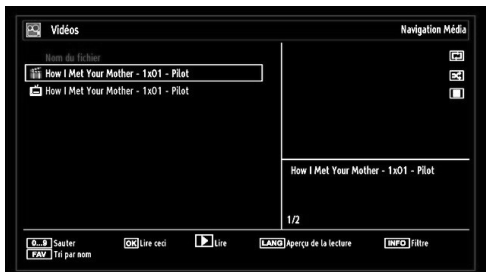 Vidéos
Navigation Média
Nom du fichier
How I Met Your Mother - 1x01 - Pilot
How I Met Your Mother - 1x01 - Pilot
How I Met Your Mother - 1x01 - Pilot
1/2
0...9 Sauter
OK Lire ceci
Lire
LANG Aperçu de la lecture
INFO Filtre
FAV Tri par nom